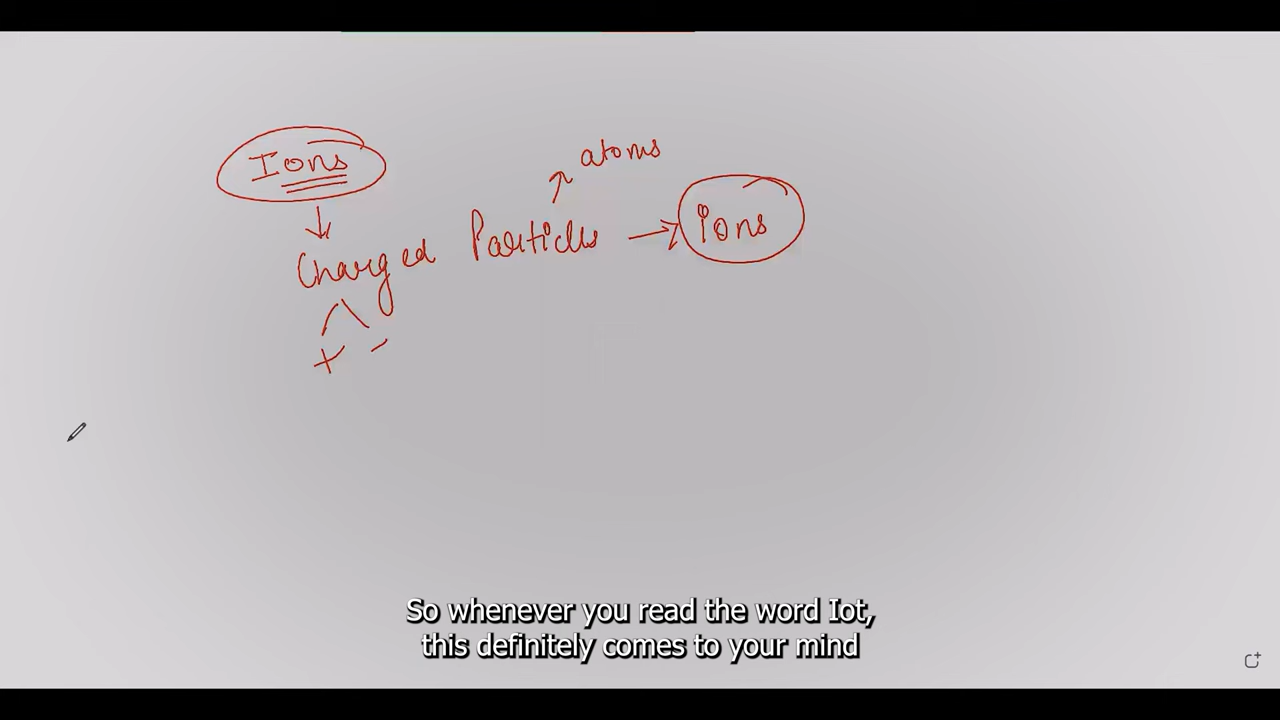 Ions
atoms
Charged Particles → ions
+ -
So whenever you read the word Iot,
this definitely comes to your mind